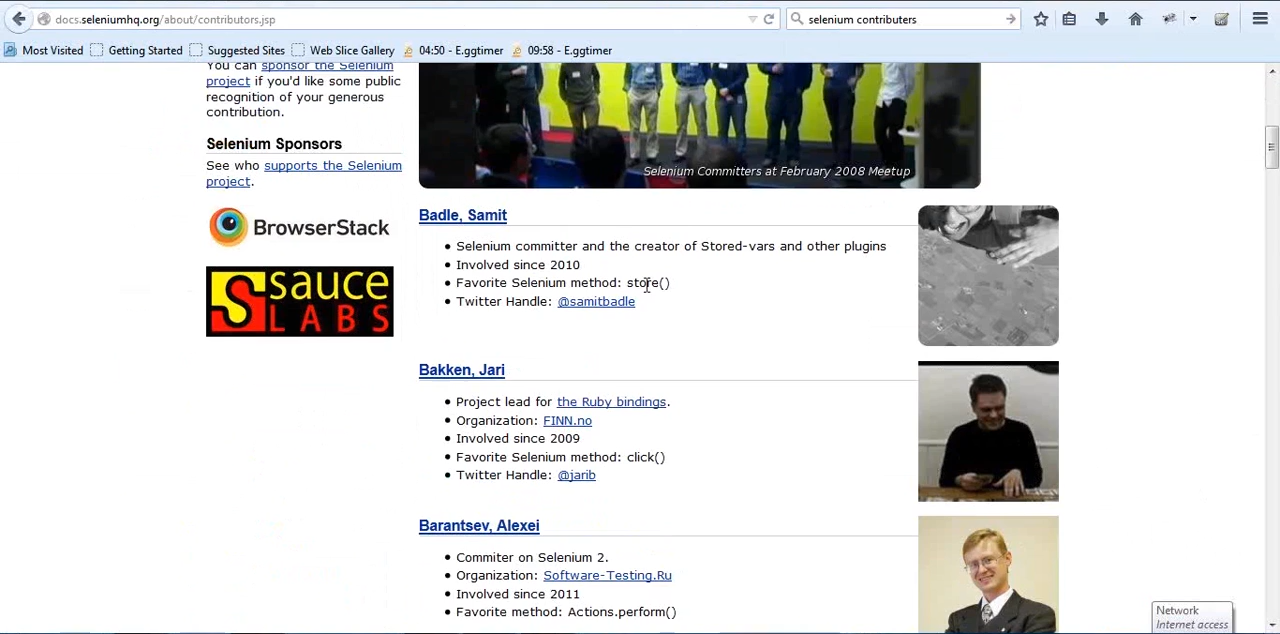 docs.seleniumhq.org/about/contributors.jsp
selenium contributers
Most Visited Getting Started Suggested Sites Web Slice Gallery 04:50 - E.ggtimer 09:58 - E.ggtimer
You can sponsor the Selenium
project if you'd like some public
recognition of your generous
contribution.
Selenium Sponsors
See who supports the Selenium
project.
BrowserStack
sauce
LABS
Selenium Committers at February 2008 Meetup
Badle, Samit
Selenium committer and the creator of Stored-vars and other plugins
Involved since 2010
Favorite Selenium method: store()
Twitter Handle: @samitbadle
Bakken, Jari
Project lead for the Ruby bindings.
Organization: FINN.no
Involved since 2009
Favorite Selenium method: click()
Twitter Handle: @jarib
Barantsev, Alexei
Commiter on Selenium 2.
Organization: Software-Testing.Ru
Involved since 2011
Favorite method: Actions.perform()
Network
Internet access